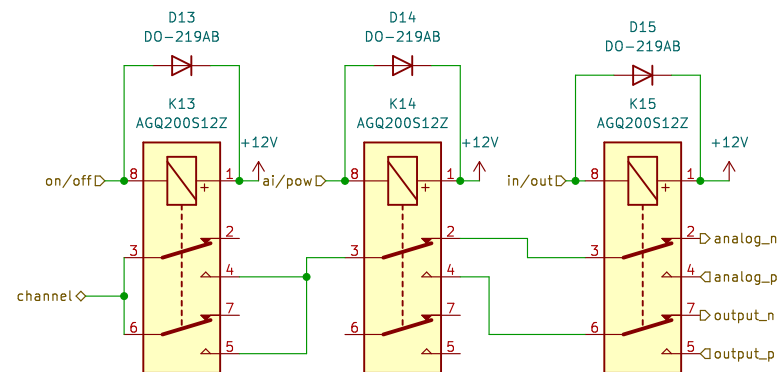 D13
DO-219AB
D14
DO-219AB
D15
DO-219AB
K13
AGQ200S12Z
K14
AGQ200S12Z
K15
AGQ200S12Z
+12V
+12V
+12V
on/off 8 + 1
ai/pow 8 + 1
in/out 8 + 1
2
2
2 analog_n
3
3
3
4
4
4 analog_p
channel
7
7
7 output_n
6
6
6
5
5
5 output_p